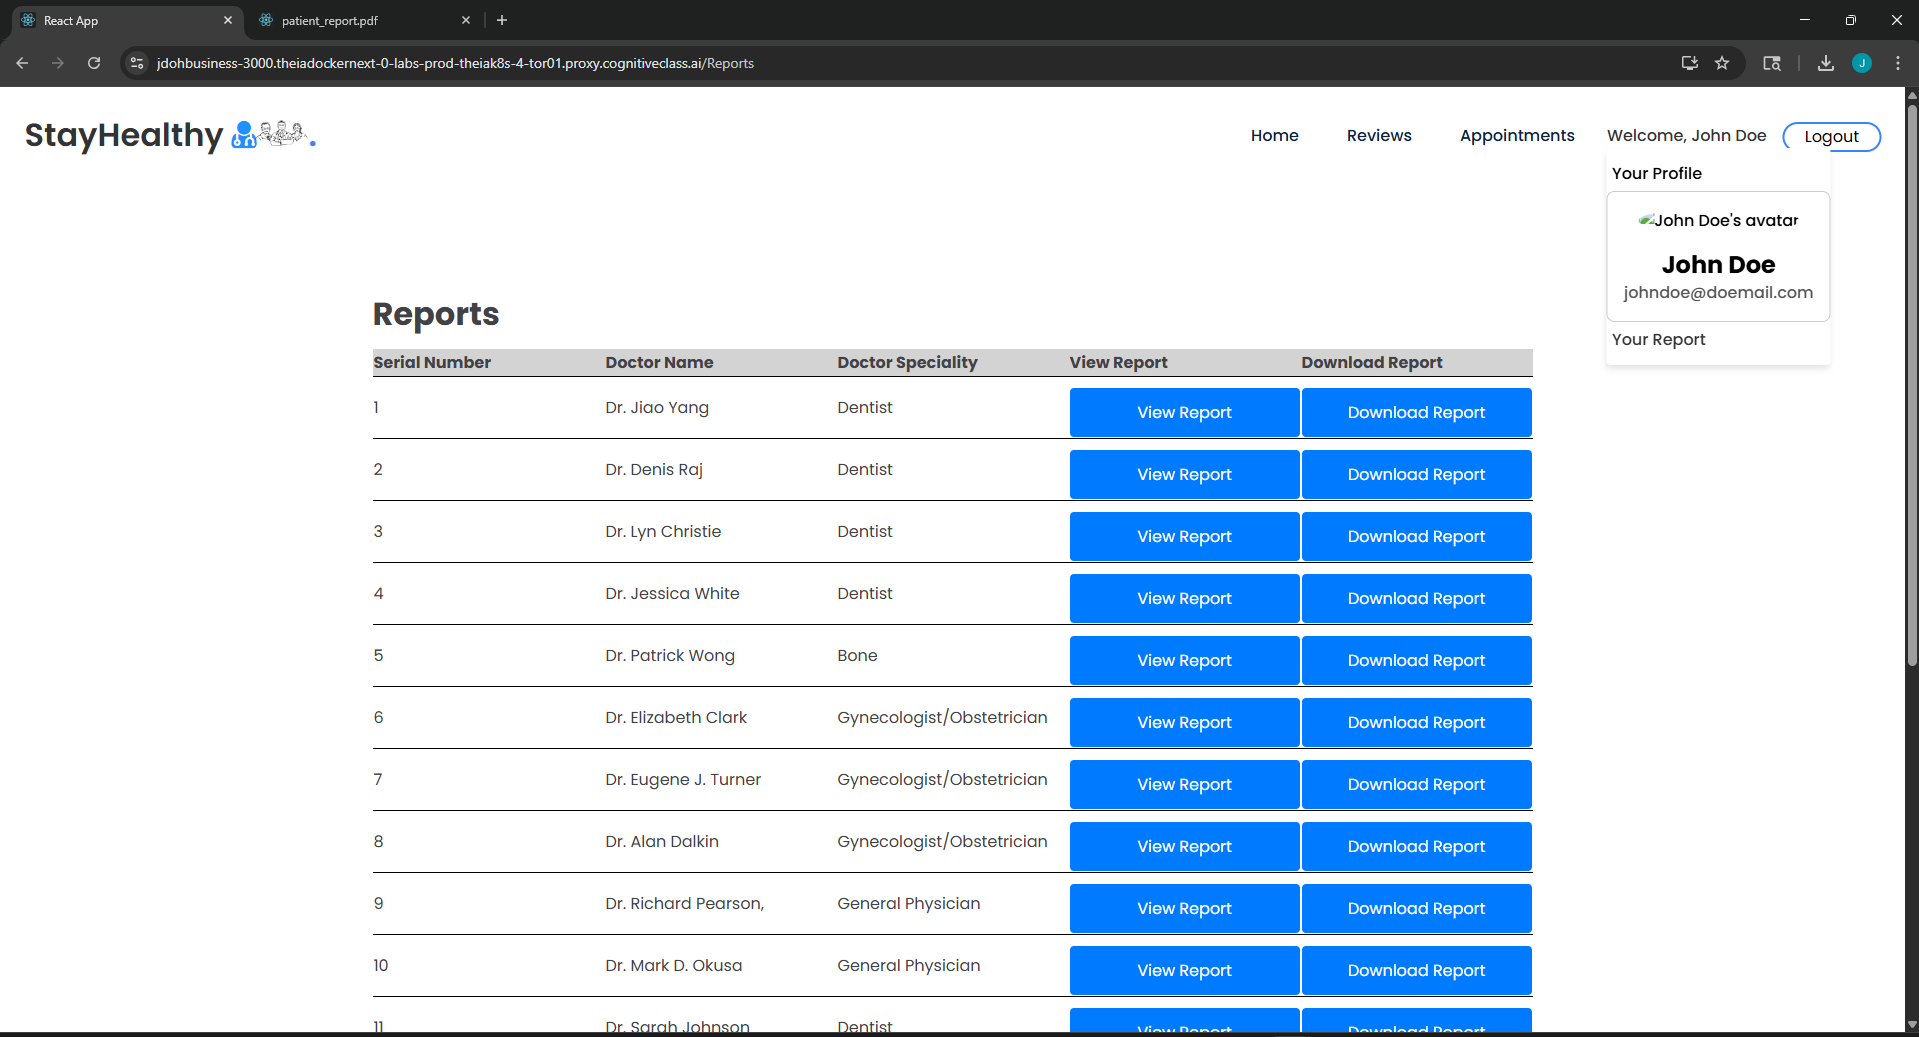 React App
patient_report.pdf
jdohbusiness-3000.theiadockernext-0-labs-prod-theiak8s-4-tor01.proxy.cognitiveclass.ai/Reports
J
StayHealthy
Home
Reviews
Appointments
Welcome, John Doe
Logout
Your Profile
John Doe's avatar
John Doe
johndoe@doemail.com
Your Report
Reports
Serial Number Doctor Name Doctor Speciality View Report Download Report
1 Dr. Jiao Yang Dentist View Report Download Report
2 Dr. Denis Raj Dentist View Report Download Report
3 Dr. Lyn Christie Dentist View Report Download Report
4 Dr. Jessica White Dentist View Report Download Report
5 Dr. Patrick Wong Bone View Report Download Report
6 Dr. Elizabeth Clark Gynecologist/Obstetrician View Report Download Report
7 Dr. Eugene J. Turner Gynecologist/Obstetrician View Report Download Report
8 Dr. Alan Dalkin Gynecologist/Obstetrician View Report Download Report
9 Dr. Richard Pearson, General Physician View Report Download Report
10 Dr. Mark D. Okusa General Physician View Report Download Report
11 Dr. Sarah Johnson Dentist View Report Download Report